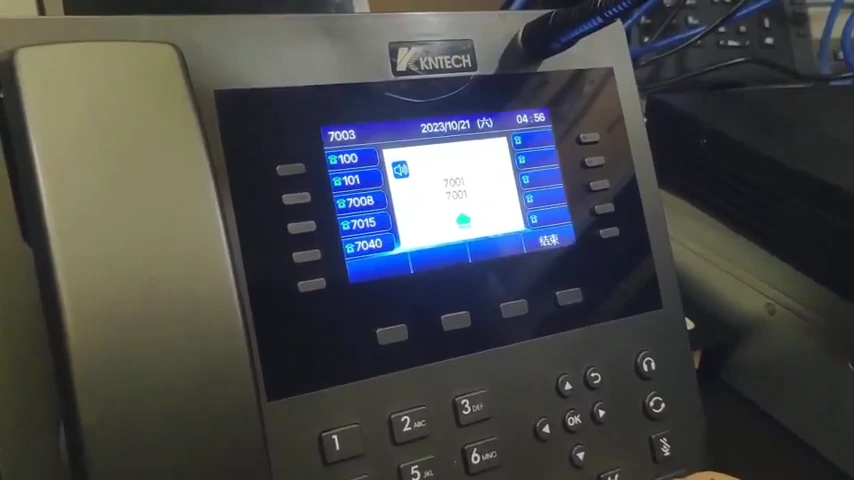 KNTECH
7003 2023/10/21 (六) 04:56
100
101
7008
7015
7040
7001
7001
结束
1
2 ABC
3 DEF
5 JKL
6 MNO
OK